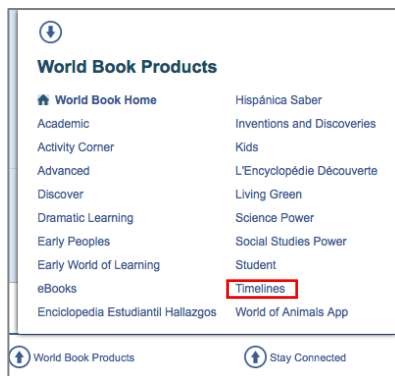 World Book Products
World Book Home
Academic
Activity Corner
Advanced
Discover
Dramatic Learning
Early Peoples
Early World of Learning
eBooks
Enciclopedia Estudiantil Hallazgos
Hispánica Saber
Inventions and Discoveries
Kids
L'Encyclopédie Découverte
Living Green
Science Power
Social Studies Power
Student
Timelines
World of Animals App
World Book Products
Stay Connected